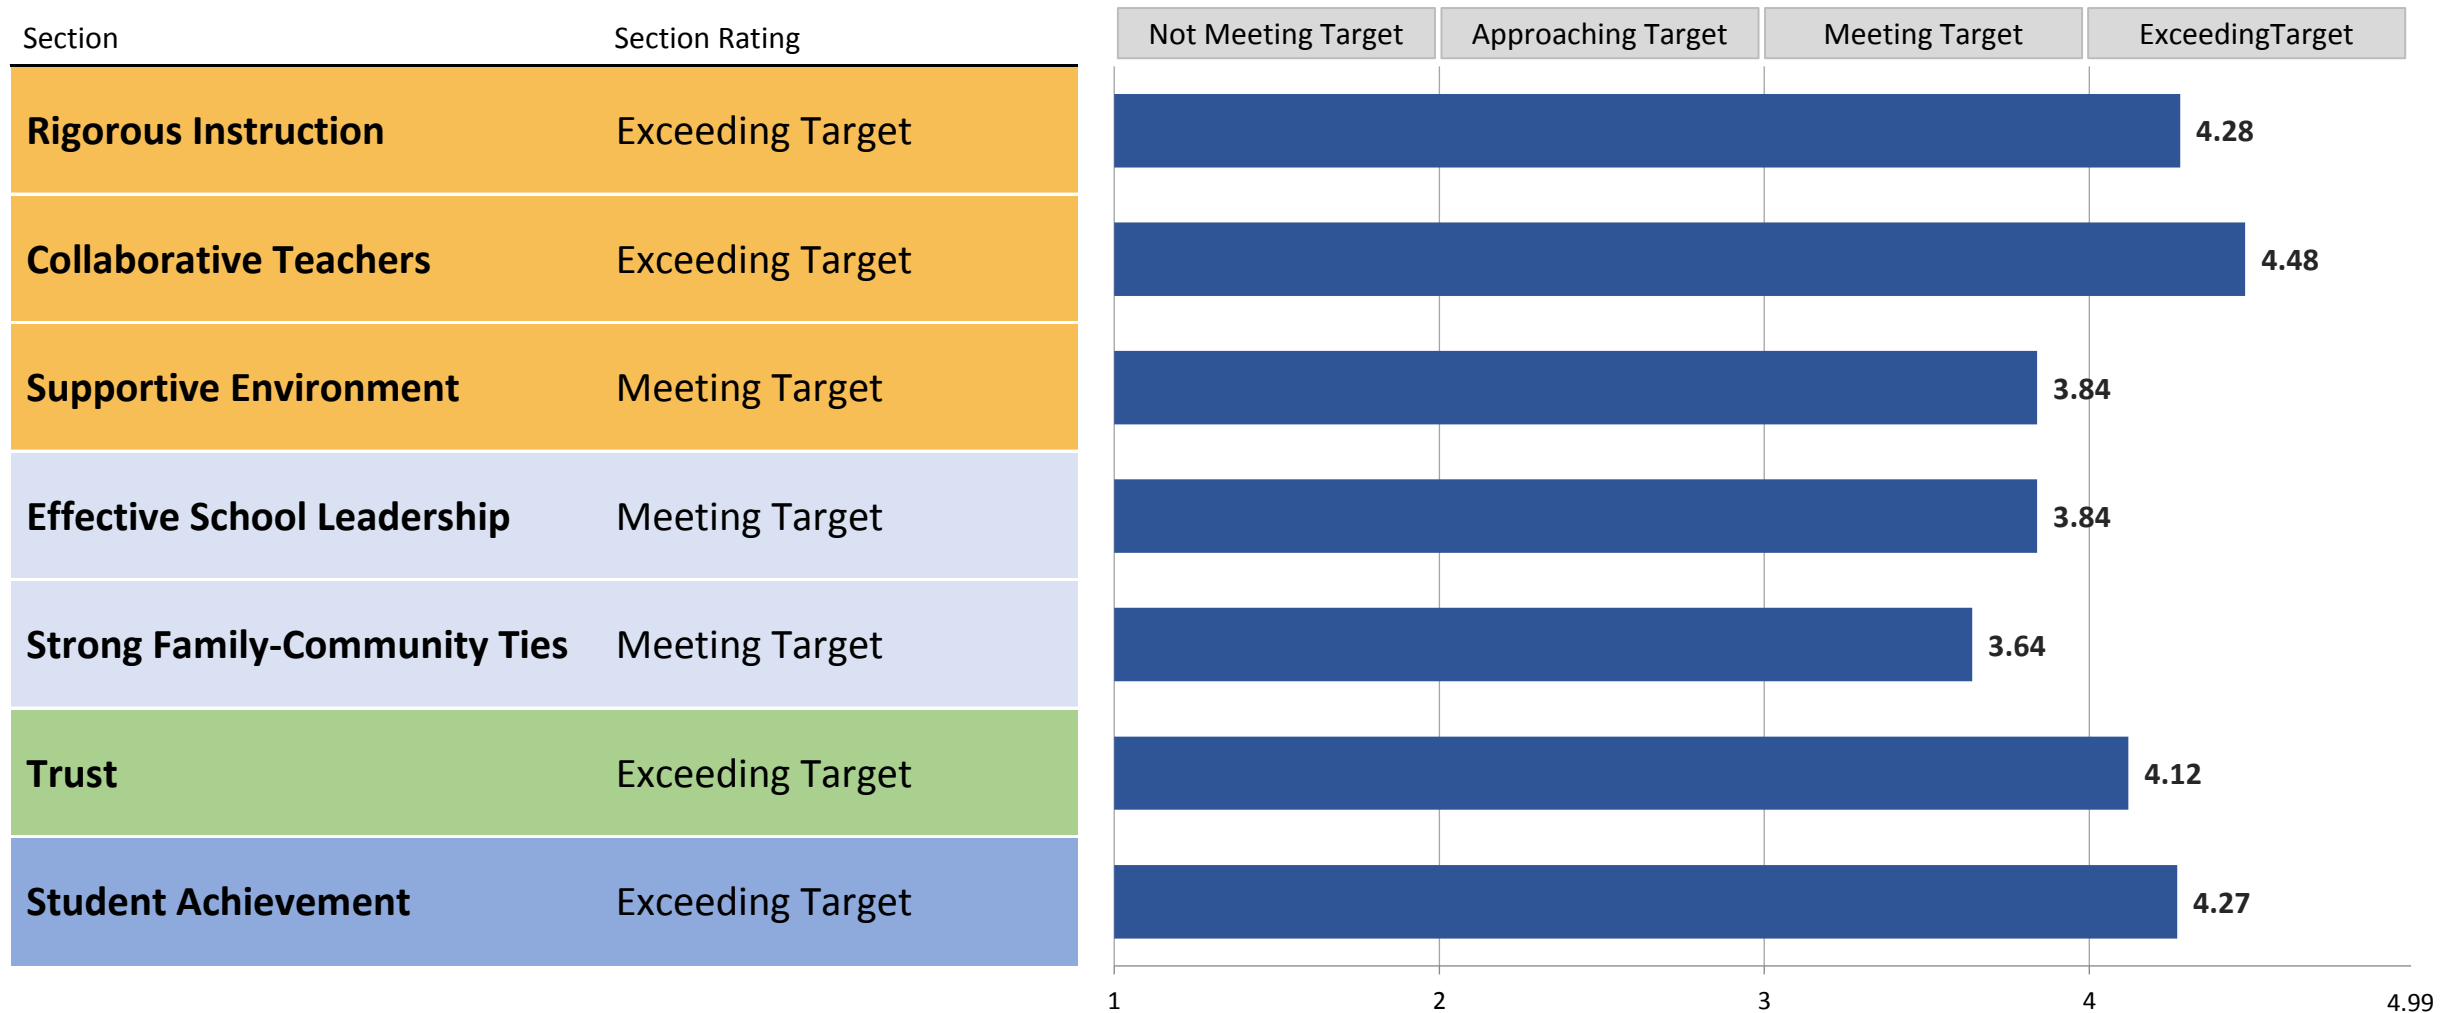 Section Section Rating Not Meeting Target Approaching Target Meeting Target ExceedingTarget
Rigorous Instruction Exceeding Target 4.28
Collaborative Teachers Exceeding Target 4.48
Supportive Environment Meeting Target 3.84
Effective School Leadership Meeting Target 3.84
Strong Family-Community Ties Meeting Target 3.64
Trust Exceeding Target 4.12
Student Achievement Exceeding Target 4.27
1 2 3 4 4.99